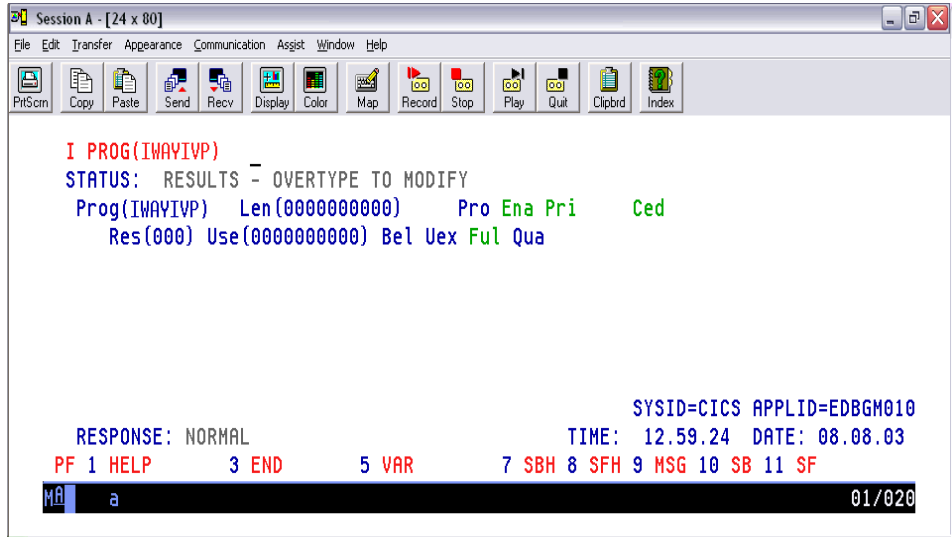 Session A - [24 x 80]
File Edit Transfer Appearance Communication Assist Window Help
PrtScrn Copy Paste Send Recv Display Color Map Record Stop Play Quit Clipbrd Index
I PROG(IWAYIVP)
STATUS: RESULTS - OVERTYPE TO MODIFY
Prog(IWAYIVP) Len(0000000000) Pro Ena Pri Ced
Res(000) Use(0000000000) Bel Uex Ful Qua
SYSID=CICS APPLID=EDBGM010
RESPONSE: NORMAL TIME: 12.59.24 DATE: 08.08.03
PF 1 HELP 3 END 5 VAR 7 SBH 8 SFH 9 MSG 10 SB 11 SF
MA a 01/020